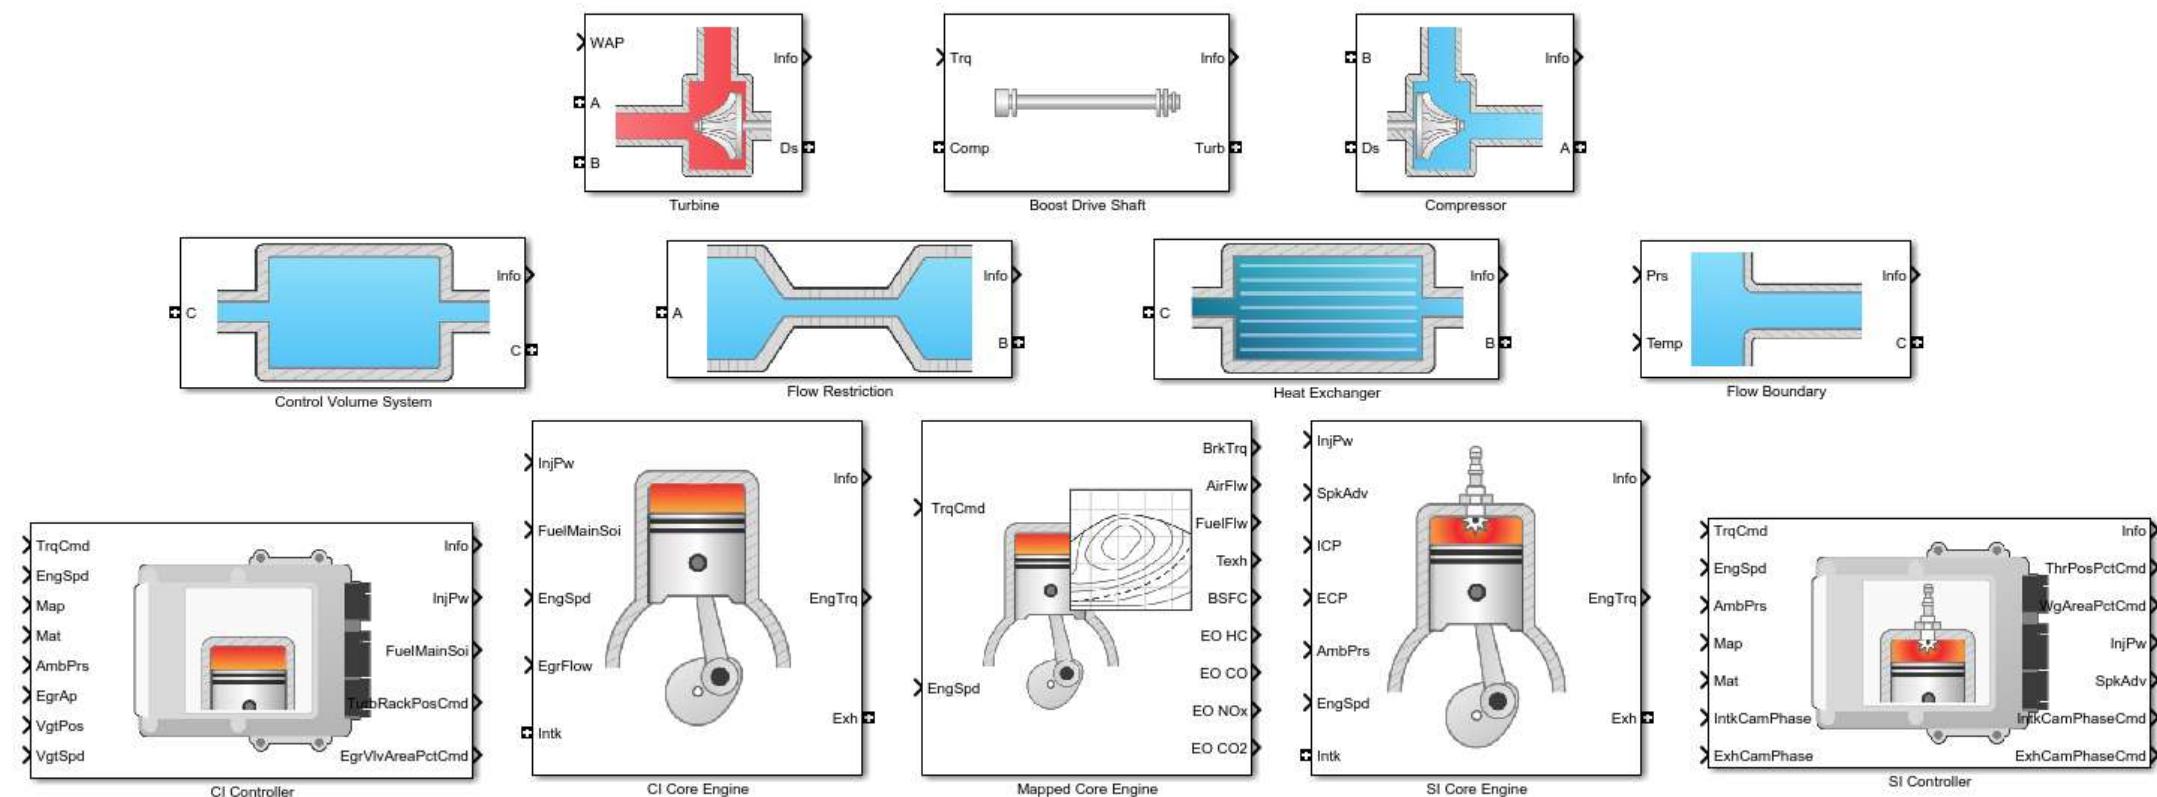 WAP
A
B
Info
Ds
Turbine
Trq
Comp
Info
Turb
Boost Drive Shaft
B
Ds
Info
A
Compressor
C
Info
C
Control Volume System
A
Info
B
Flow Restriction
C
Info
B
Heat Exchanger
Prs
Temp
Info
C
Flow Boundary
TrqCmd
EngSpd
Map
Mat
AmbPrs
EgrAp
VgtPos
VgtSpd
Info
InjPw
FuelMainSoi
TurbRackPosCmd
EgrVlvAreaPctCmd
CI Controller
InjPw
FuelMainSoi
EngSpd
EgrFlow
Intk
Info
EngTrq
Exh
CI Core Engine
TrqCmd
EngSpd
BrkTrq
AirFlw
FuelFlw
Texh
BSFC
EO HC
EO CO
EO NOx
EO CO2
Mapped Core Engine
InjPw
SpkAdv
ICP
ECP
AmbPrs
EngSpd
Intk
Info
EngTrq
Exh
SI Core Engine
TrqCmd
EngSpd
AmbPrs
Map
Mat
IntkCamPhase
ExhCamPhase
Info
ThrPosPctCmd
WgAreaPctCmd
InjPw
SpkAdv
IntkCamPhaseCmd
ExhCamPhaseCmd
SI Controller